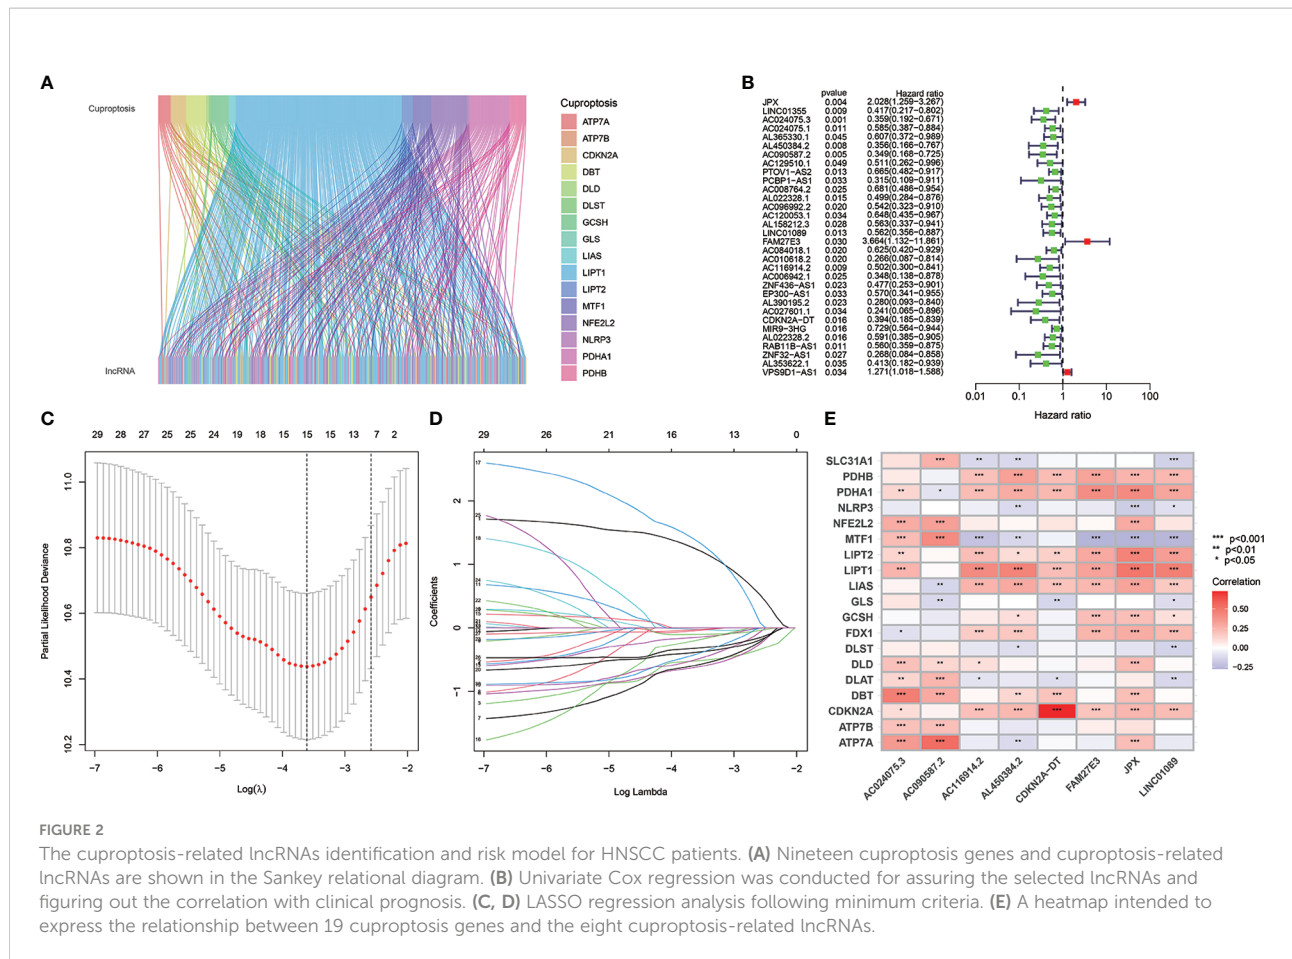 A
Cuproptosis
lncRNA
Cuproptosis
ATP7A
ATP7B
CDKN2A
DBT
DLD
DLST
GCSH
GLS
LIAS
LIPT1
LIPT2
MTF1
NFE2L2
NLRP3
PDHA1
PDHB
B
pvalue Hazard ratio
JPX 0.004 2.028(1.259−3.267)
LINC01355 0.009 0.417(0.217−0.802)
AC024075.3 0.001 0.359(0.192−0.671)
AC024075.1 0.011 0.585(0.387−0.884)
AL365330.1 0.045 0.607(0.372−0.989)
AL450384.2 0.008 0.356(0.166−0.767)
AC090587.2 0.005 0.349(0.168−0.725)
AC129510.1 0.049 0.511(0.262−0.996)
PTOV1−AS2 0.013 0.665(0.482−0.917)
PCBP1−AS1 0.033 0.315(0.109−0.911)
AC008764.2 0.025 0.681(0.486−0.954)
AL022328.1 0.015 0.499(0.284−0.876)
AC096992.2 0.020 0.542(0.323−0.910)
AC120053.1 0.034 0.648(0.435−0.967)
AL158212.3 0.028 0.563(0.337−0.941)
LINC01089 0.013 0.562(0.356−0.887)
FAM27E3 0.030 3.664(1.132−11.861)
AC084018.1 0.020 0.625(0.420−0.929)
AC010618.2 0.020 0.266(0.087−0.814)
AC116914.2 0.009 0.502(0.300−0.841)
AC006942.1 0.025 0.348(0.138−0.878)
ZNF436−AS1 0.023 0.477(0.253−0.901)
EP300−AS1 0.033 0.570(0.341−0.955)
AL390195.2 0.023 0.280(0.093−0.840)
AC027601.1 0.034 0.241(0.065−0.896)
CDKN2A−DT 0.016 0.394(0.185−0.839)
MIR9−3HG 0.016 0.729(0.564−0.944)
AL022328.2 0.016 0.591(0.385−0.905)
RAB11B−AS1 0.011 0.560(0.359−0.875)
ZNF32−AS1 0.027 0.268(0.084−0.858)
AL353622.1 0.035 0.413(0.182−0.939)
VPS9D1−AS1 0.034 1.271(1.018−1.588)
0.01 0.1 1 10 100
Hazard ratio
C
29 28 27 25 25 24 19 18 15 15 15 13 7 2
Partial Likelihood Deviance
11.0
10.8
10.6
10.4
10.2
−7 −6 −5 −4 −3 −2
Log(λ)
D
29 26 21 16 11 0
Coefficients
2
1
0
−1
−7 −6 −5 −4 −3 −2
Log Lambda
E
SLC31A1 *** ** ** ***
PDHB *** *** *** *** *** ***
PDHA1 ** * *** *** *** *** *** ***
NLRP3 ** *** *
NFE2L2 *** *** ***
MTF1 *** *** *** ** *** *** ***
LIPT2 ** *** * ** *** *** ***
LIPT1 *** *** *** *** *** *** ***
LIAS ** *** *** *** *** *** ***
GLS ** ** *
GCSH * *** *** *
FDX1 * *** *** *** *** ***
DLST * **
DLD *** ** * ***
DLAT ** *** * * **
DBT *** *** ** *** ***
CDKN2A * *** *** *** *** *** ***
ATP7B *** ***
ATP7A *** *** ** ***
AC024075.3
AC090587.2
AC116914.2
AL450384.2
CDKN2A−DT
FAM27E3
JPX
LINC01089
*** p<0.001
** p<0.01
* p<0.05
Correlation
0.50
0.25
0.00
−0.25
FIGURE 2
The cuproptosis-related lncRNAs identification and risk model for HNSCC patients. (A) Nineteen cuproptosis genes and cuproptosis-related
lncRNAs are shown in the Sankey relational diagram. (B) Univariate Cox regression was conducted for assuring the selected lncRNAs and
figuring out the correlation with clinical prognosis. (C, D) LASSO regression analysis following minimum criteria. (E) A heatmap intended to
express the relationship between 19 cuproptosis genes and the eight cuproptosis-related lncRNAs.